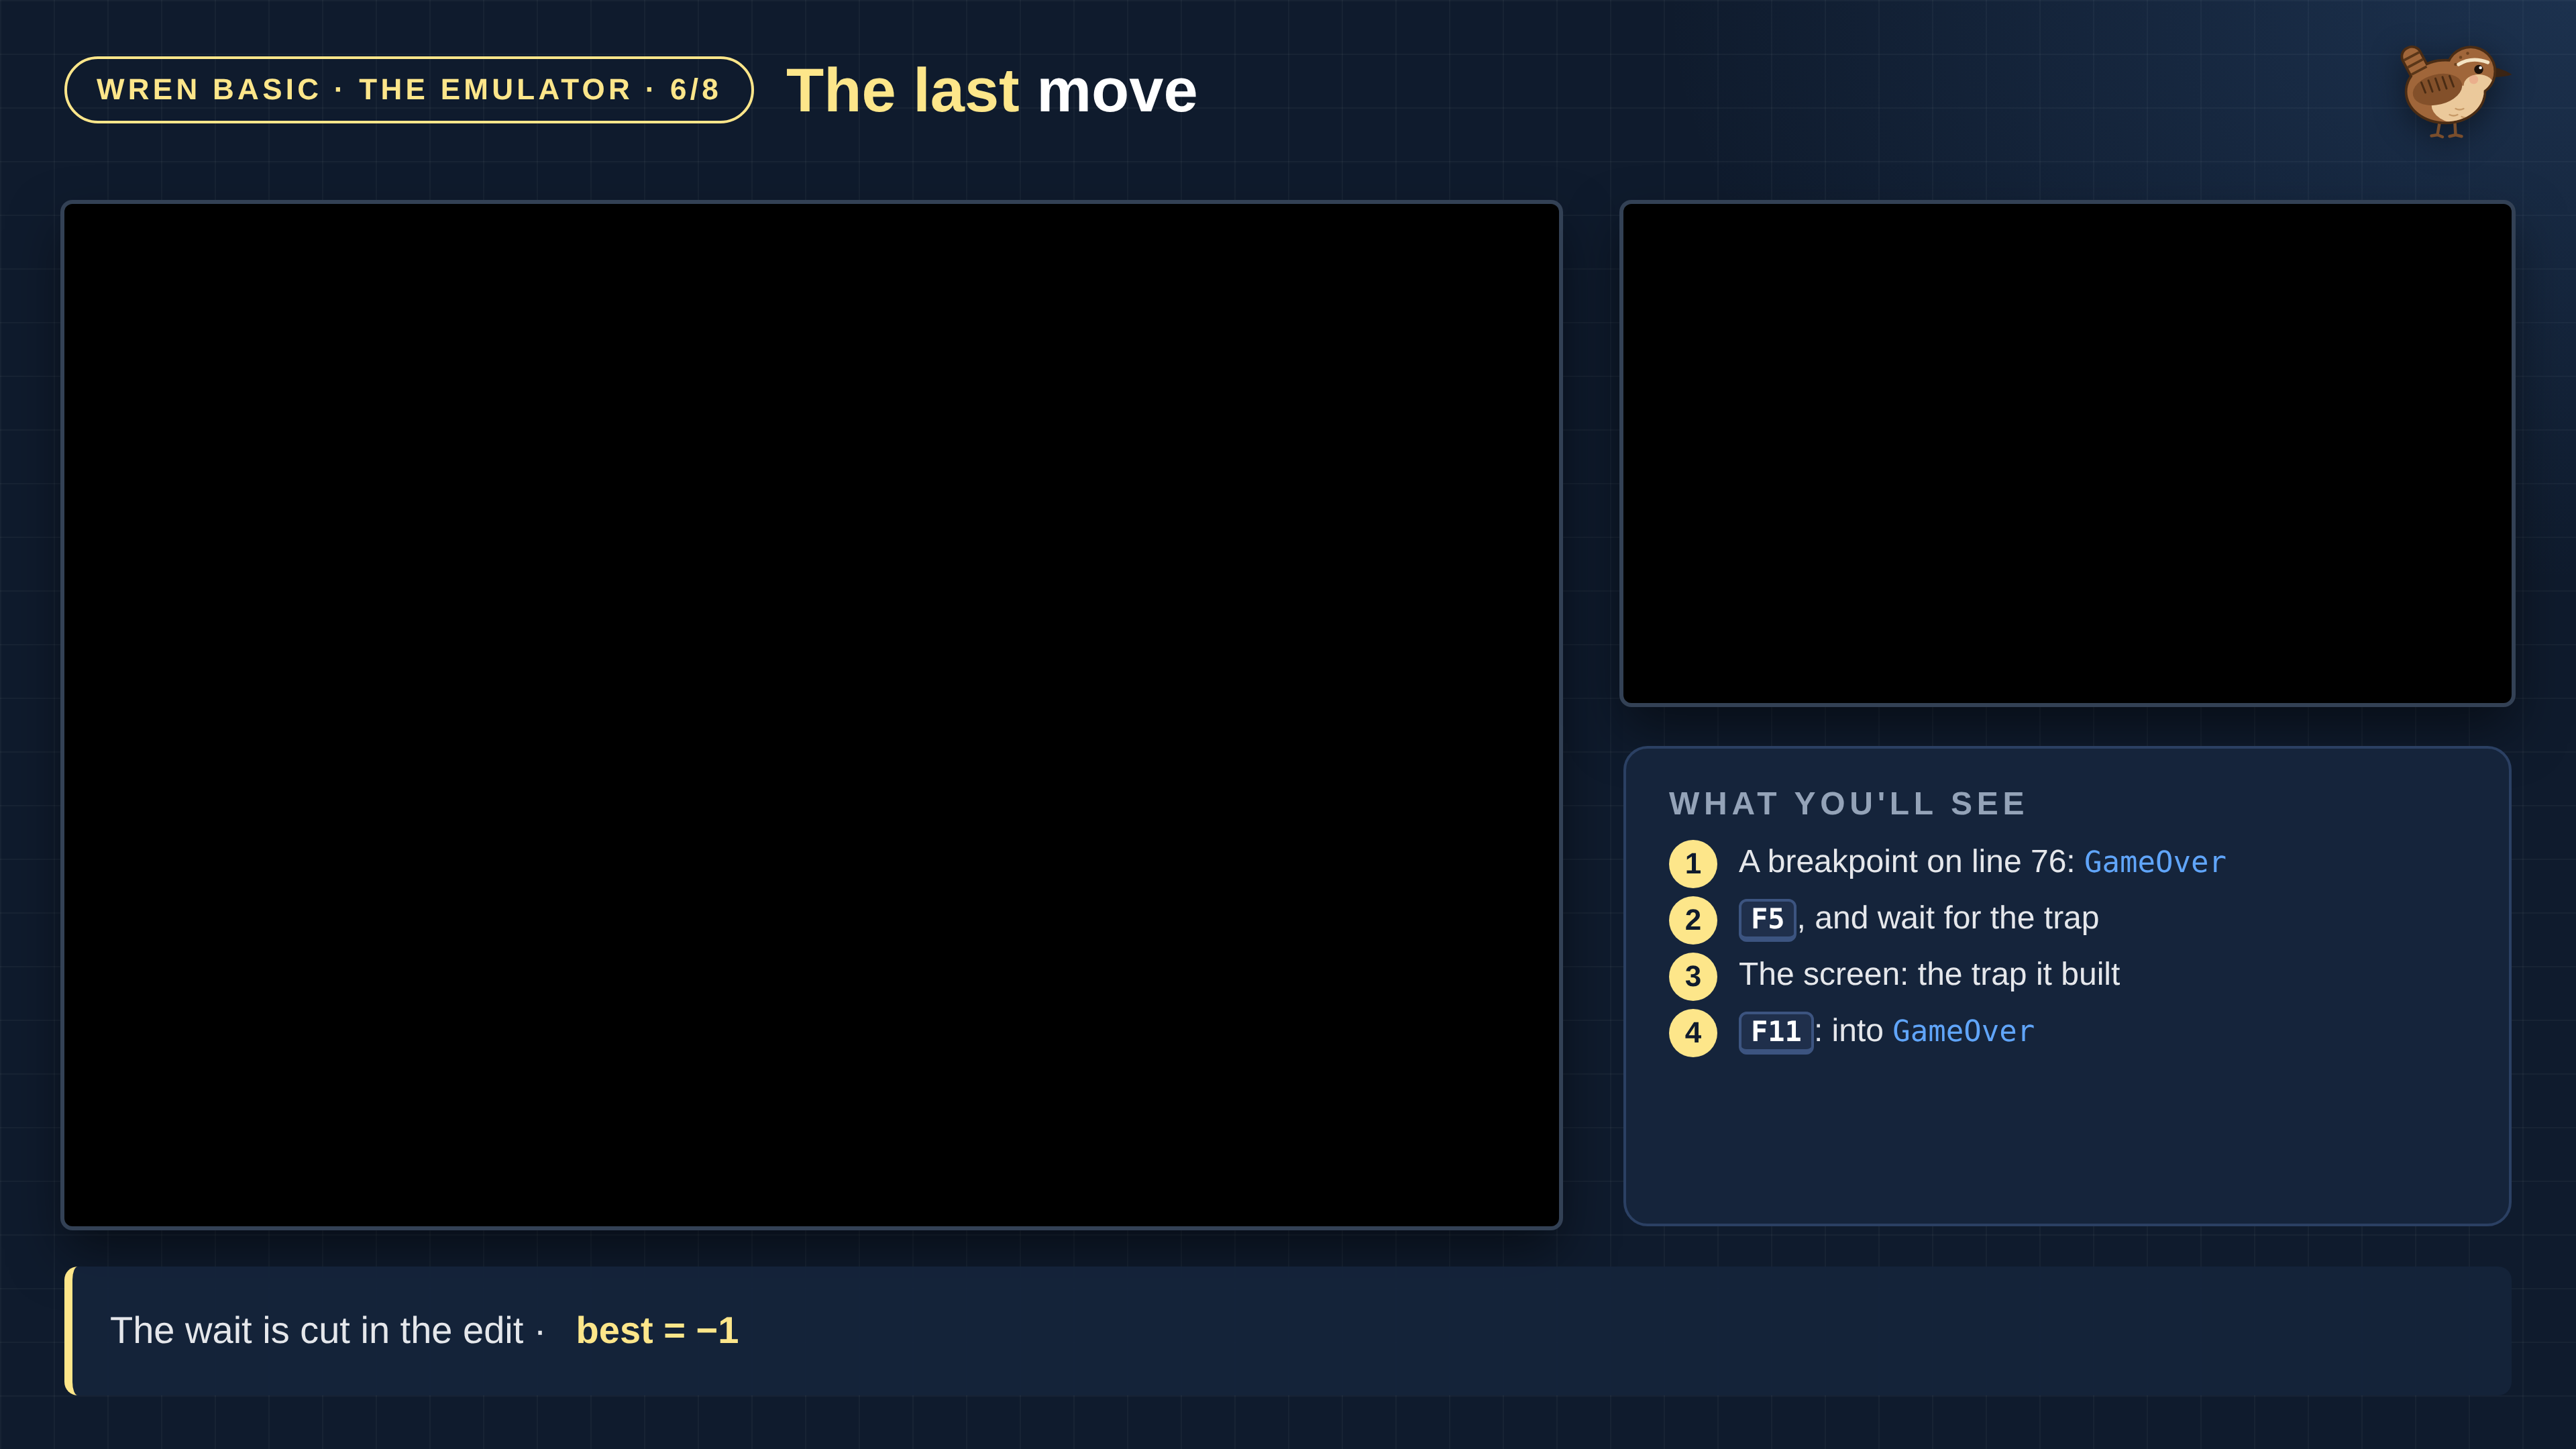 WREN BASIC · THE EMULATOR · 6/8
The last move
WHAT YOU'LL SEE
1 A breakpoint on line 76: GameOver
2 F5, and wait for the trap
3 The screen: the trap it built
4 F11: into GameOver
The wait is cut in the edit · best = −1